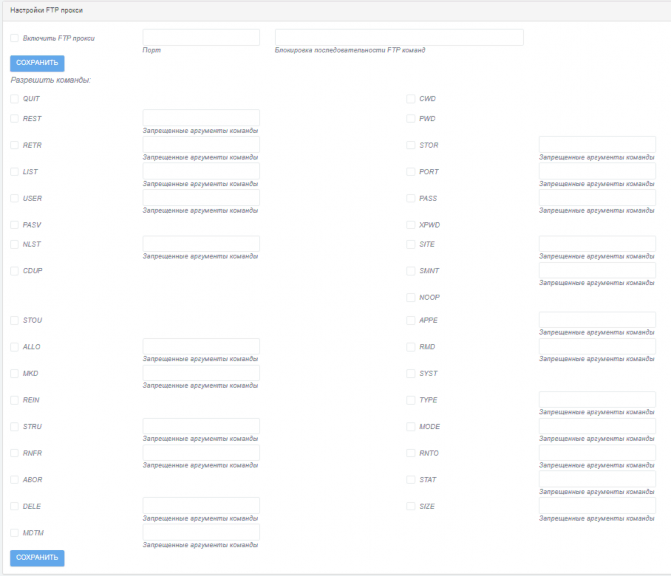 Настройки FTP прокси
Включить FTP прокси
Порт
Блокировка последовательности FTP команд
СОХРАНИТЬ
Разрешить команды:
QUIT
CWD
REST
Запрещенные аргументы команды
PWD
RETR
Запрещенные аргументы команды
STOR
Запрещенные аргументы команды
LIST
Запрещенные аргументы команды
PORT
Запрещенные аргументы команды
USER
Запрещенные аргументы команды
PASS
Запрещенные аргументы команды
PASV
XPWD
NLST
Запрещенные аргументы команды
SITE
Запрещенные аргументы команды
CDUP
SMNT
Запрещенные аргументы команды
NOOP
STOU
APPE
Запрещенные аргументы команды
ALLO
Запрещенные аргументы команды
RMD
Запрещенные аргументы команды
MKD
Запрещенные аргументы команды
SYST
REIN
TYPE
Запрещенные аргументы команды
STRU
Запрещенные аргументы команды
MODE
Запрещенные аргументы команды
RNFR
Запрещенные аргументы команды
RNTO
Запрещенные аргументы команды
ABOR
STAT
Запрещенные аргументы команды
DELE
Запрещенные аргументы команды
SIZE
Запрещенные аргументы команды
MDTM
Запрещенные аргументы команды
СОХРАНИТЬ